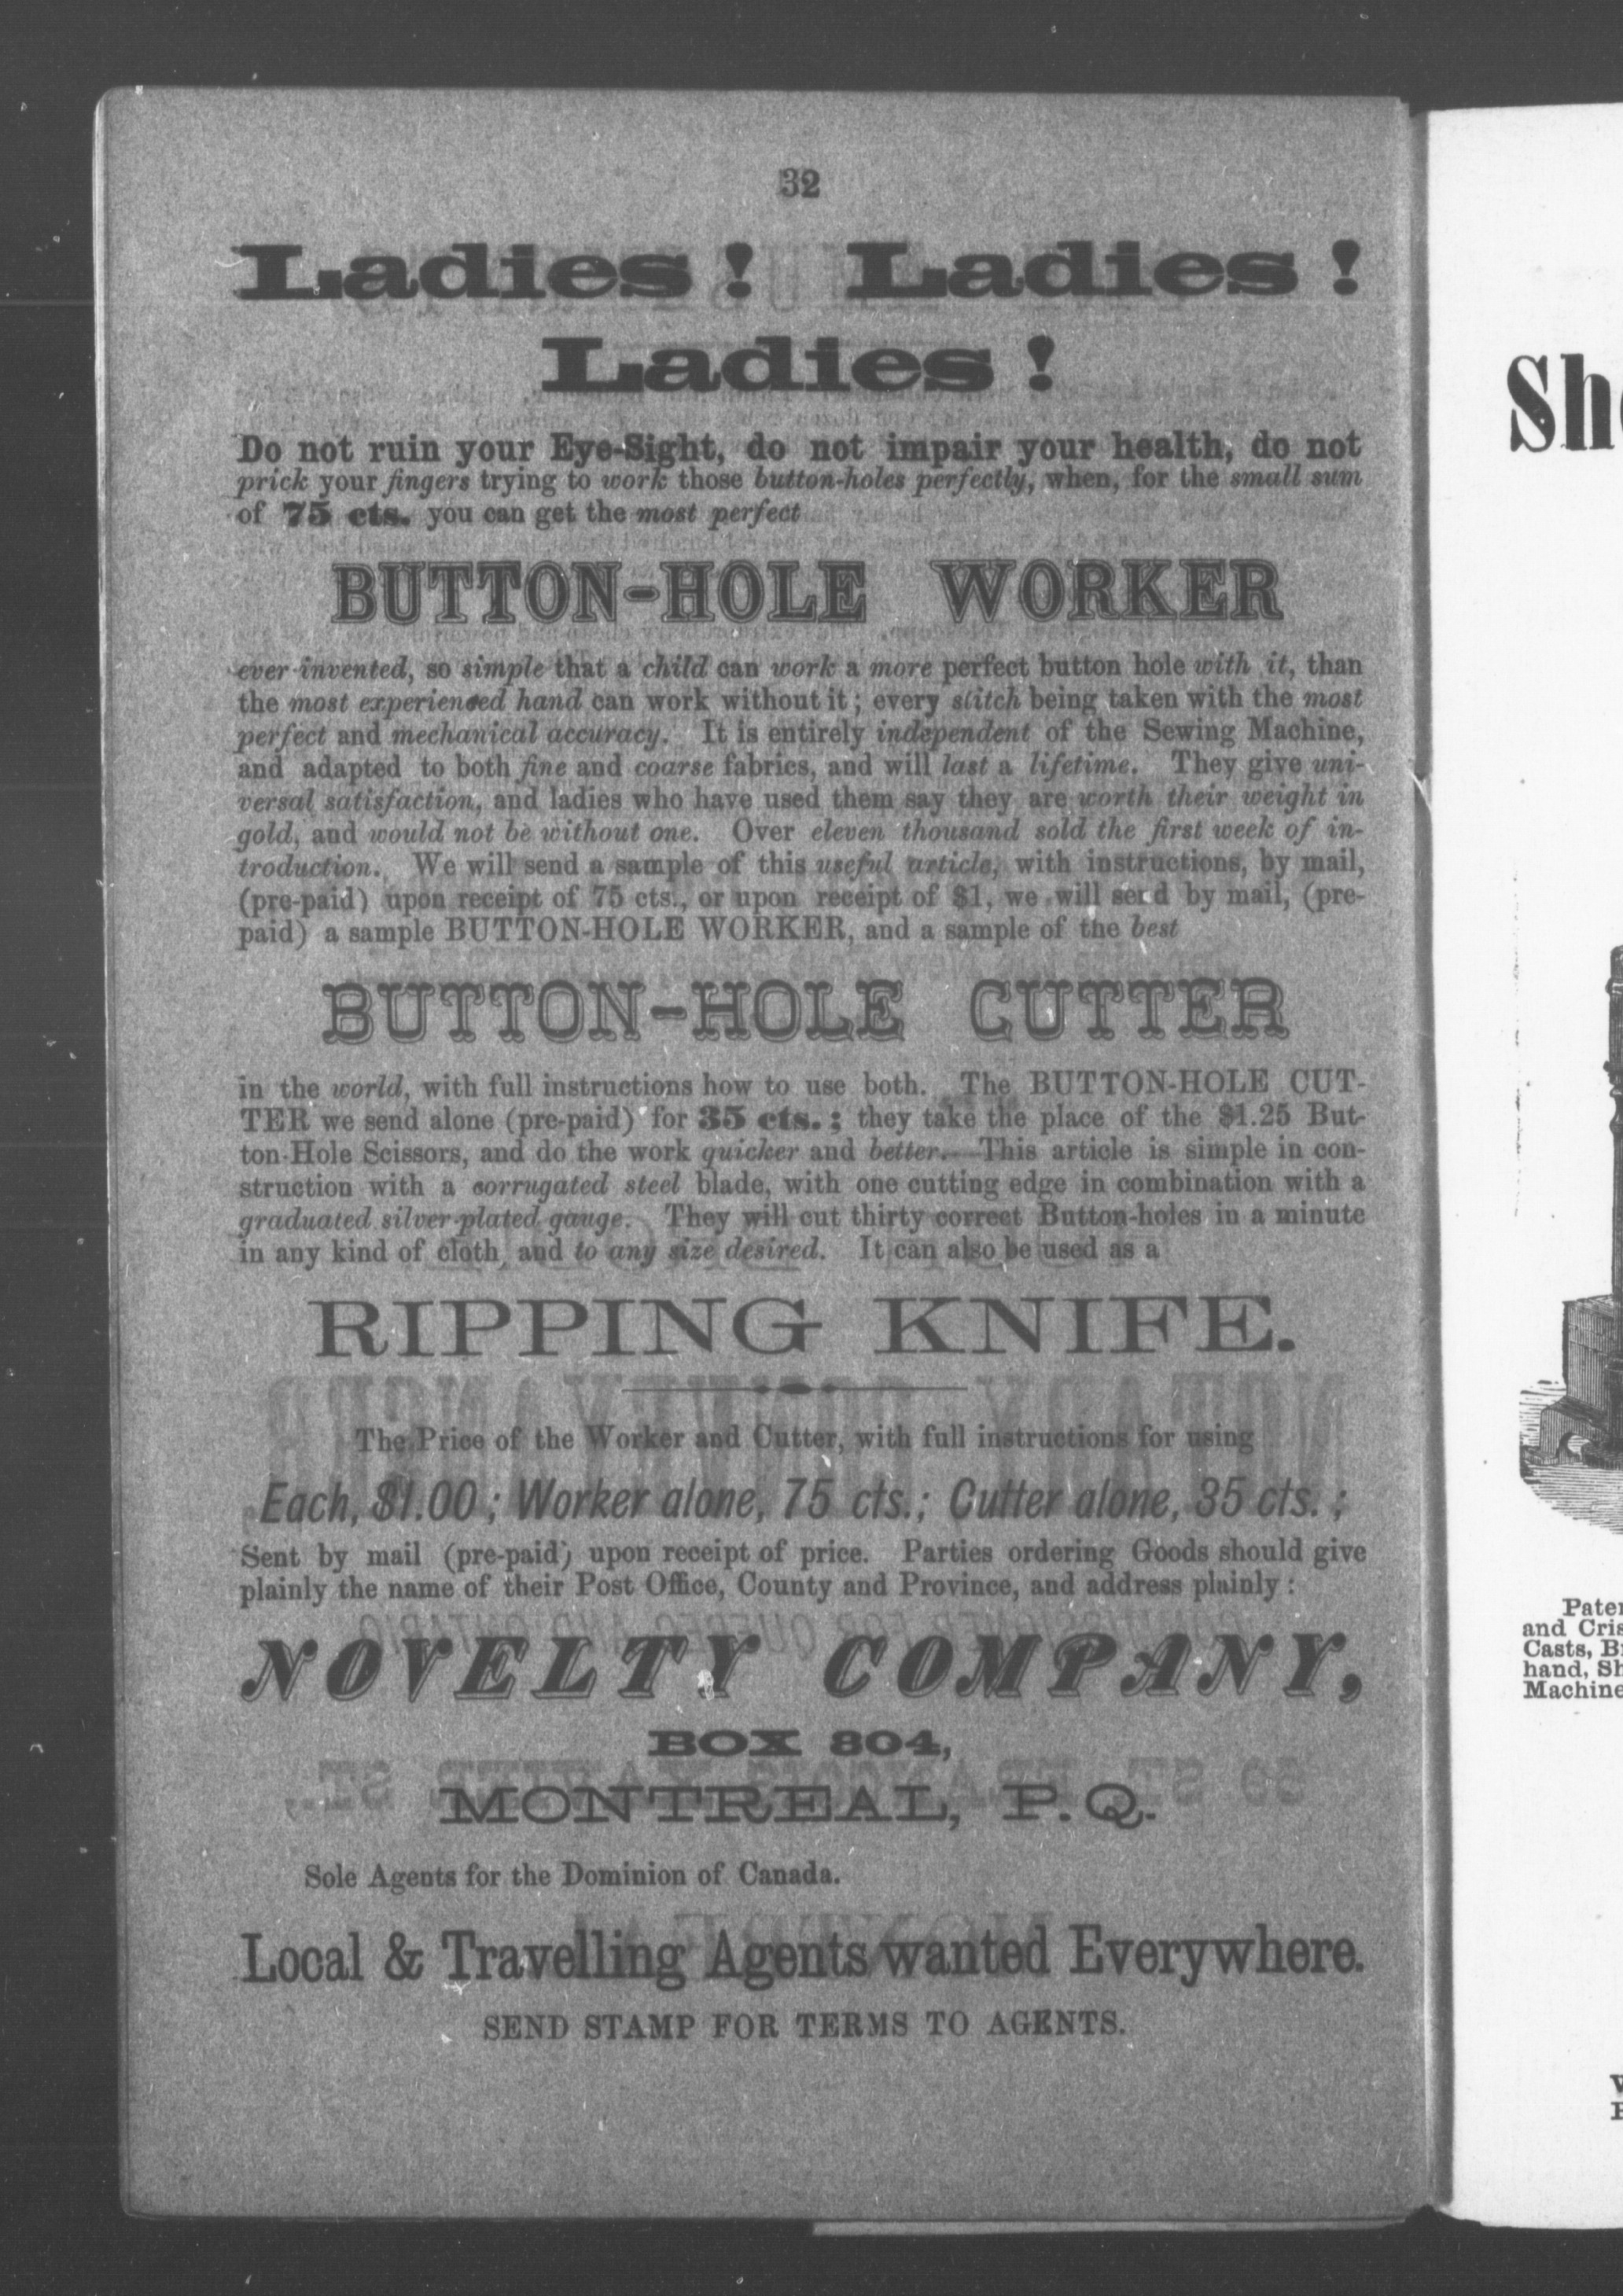 32
Ladies! Ladies!
Ladies!
Do not ruin your Eye-Sight, do not impair your health, do not
prick your fingers trying to work those button-holes perfectly, when, for the small sum
of 75 cts. you can get the most perfect
BUTTON-HOLE WORKER
ever invented, so simple that a child can work a more perfect button hole with it, than
the most experienced hand can work without it; every stitch being taken with the most
perfect and mechanical accuracy. It is entirely independent of the Sewing Machine,
and adapted to both fine and coarse fabrics, and will last a lifetime. They give uni-
versal satisfaction, and ladies who have used them say they are worth their weight in
gold, and would not be without one. Over eleven thousand sold the first week of in-
troduction. We will send a sample of this useful article, with instructions, by mail,
(pre-paid) upon receipt of 75 cts., or upon receipt of $1, we will send by mail, (pre-
paid) a sample BUTTON-HOLE WORKER, and a sample of the best
BUTTON-HOLE CUTTER
in the world, with full instructions how to use both. The BUTTON-HOLE CUT-
TER we send alone (pre-paid) for 35 cts.; they take the place of the $1.25 But-
ton-Hole Scissors, and do the work quicker and better.—This article is simple in con-
struction with a corrugated steel blade, with one cutting edge in combination with a
graduated silver-plated gauge. They will cut thirty correct Button-holes in a minute
in any kind of cloth, and to any size desired. It can also be used as a
RIPPING KNIFE.
The Price of the Worker and Cutter, with full instructions for using
Each, $1.00; Worker alone, 75 cts.; Cutter alone, 35 cts.;
Sent by mail (pre-paid) upon receipt of price. Parties ordering Goods should give
plainly the name of their Post Office, County and Province, and address plainly:
NOVELTY COMPANY,
BOX 804,
MONTREAL, P.Q.
Sole Agents for the Dominion of Canada.
Local & Travelling Agents wanted Everywhere.
SEND STAMP FOR TERMS TO AGENTS.
Sh
Pate
and Cris
Casts, B
hand, Sh
Machine